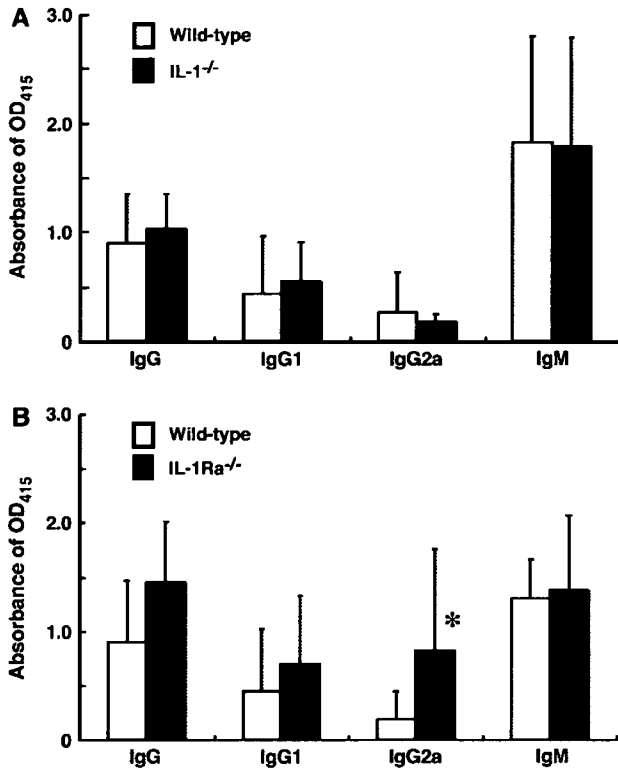 A
3.0
Wild-type
IL-1-/-
2.0
1.0
0
Absorbance of OD415
IgG IgG1 IgG2a IgM
B
3.0
Wild-type
IL-1Ra-/-
2.0
1.0
0
Absorbance of OD415
*
IgG IgG1 IgG2a IgM